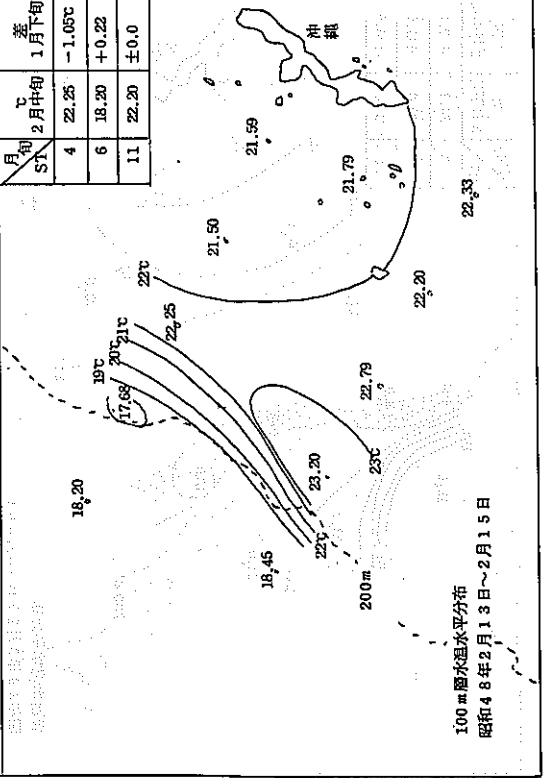 月旬 ST | ℃ 2月中旬 | 差 1月下旬
4 | 22.25 | -1.05℃
6 | 18.20 | +0.22
11 | 22.20 | ±0.0
沖縄
21.59
21.79
22.33
21.50
22.20
22℃
22.25
21℃
20℃
19℃
17.68
22.79
23℃
23.20
22℃
18.20
18.45
200m
100m層水温水平分布
昭和48年2月13日~2月15日